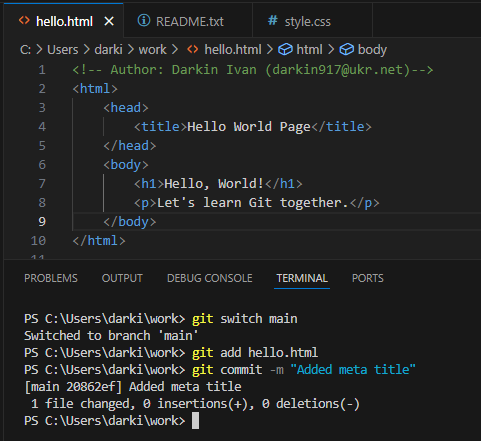 hello.html README.txt # style.css
C: > Users > darki > work > hello.html > html > body
1 <!-- Author: Darkin Ivan (darkin917@ukr.net)-->
2 <html>
3 <head>
4 <title>Hello World Page</title>
5 </head>
6 <body>
7 <h1>Hello, World!</h1>
8 <p>Let's learn Git together.</p>
9 </body>
10 </html>
PROBLEMS OUTPUT DEBUG CONSOLE TERMINAL PORTS
PS C:\Users\darki\work> git switch main
Switched to branch 'main'
PS C:\Users\darki\work> git add hello.html
PS C:\Users\darki\work> git commit -m "Added meta title"
[main 20862ef] Added meta title
1 file changed, 0 insertions(+), 0 deletions(-)
PS C:\Users\darki\work>